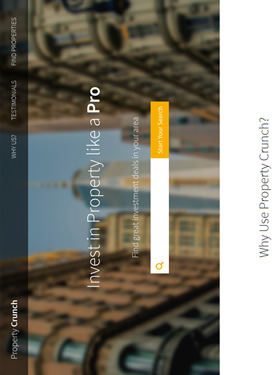 Property Crunch
WHY US?
TESTIMONIALS
FIND PROPERTIES
Invest in Property like a Pro
Find great investment deals in your area
Start Your Search
Why Use Property Crunch?